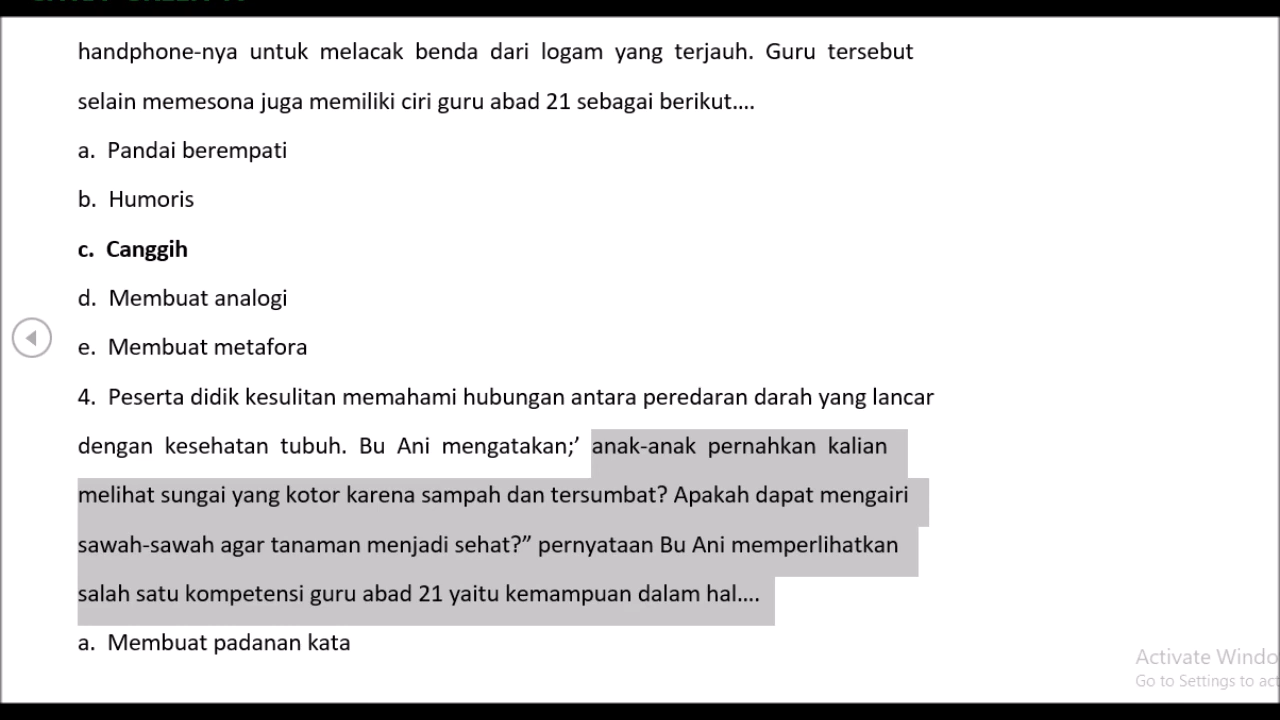 handphone-nya untuk melacak benda dari logam yang terjauh. Guru tersebut
selain memesona juga memiliki ciri guru abad 21 sebagai berikut....
a. Pandai berempati
b. Humoris
c. Canggih
d. Membuat analogi
e. Membuat metafora
4. Peserta didik kesulitan memahami hubungan antara peredaran darah yang lancar
dengan kesehatan tubuh. Bu Ani mengatakan;’ anak-anak pernahkan kalian
melihat sungai yang kotor karena sampah dan tersumbat? Apakah dapat mengairi
sawah-sawah agar tanaman menjadi sehat?” pernyataan Bu Ani memperlihatkan
salah satu kompetensi guru abad 21 yaitu kemampuan dalam hal....
a. Membuat padanan kata
Activate Windo
Go to Settings to act